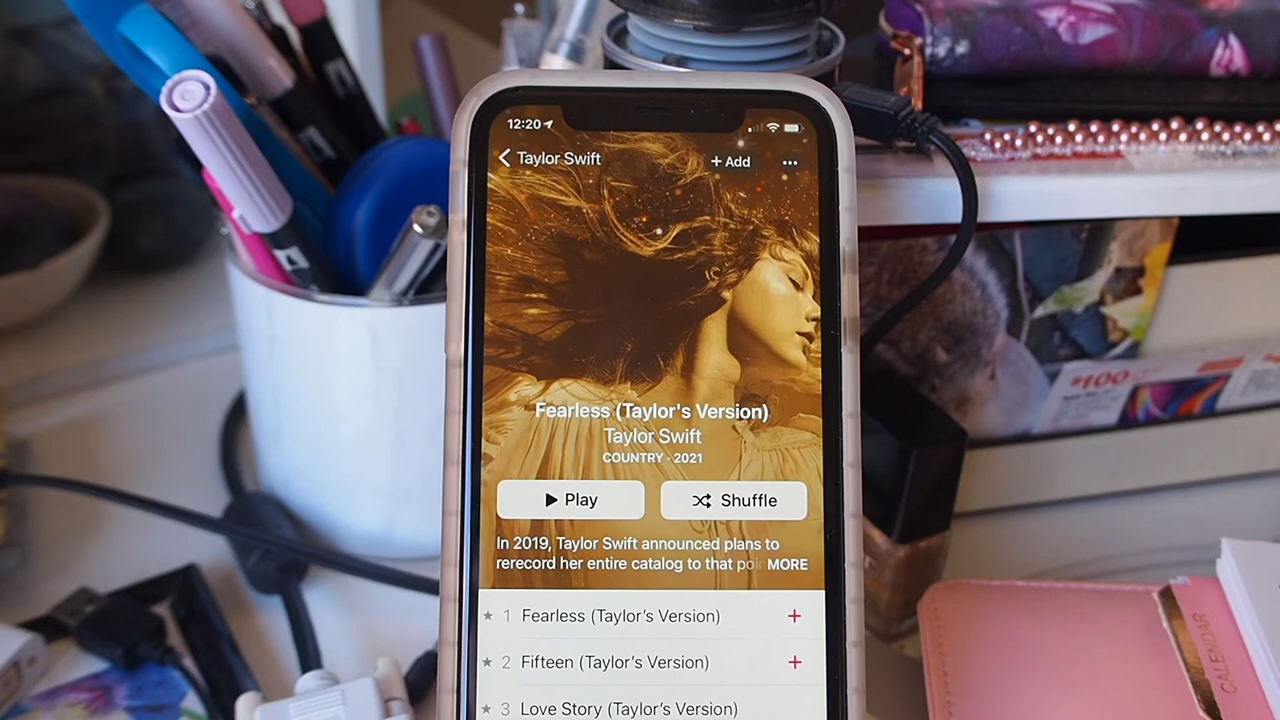 12:20
Taylor Swift
+ Add
Fearless (Taylor's Version)
Taylor Swift
COUNTRY · 2021
Play
Shuffle
In 2019, Taylor Swift announced plans to
rerecord her entire catalog to that poin MORE
1 Fearless (Taylor's Version)
2 Fifteen (Taylor's Version)
3 Love Story (Taylor's Version)
$100
CALENDAR